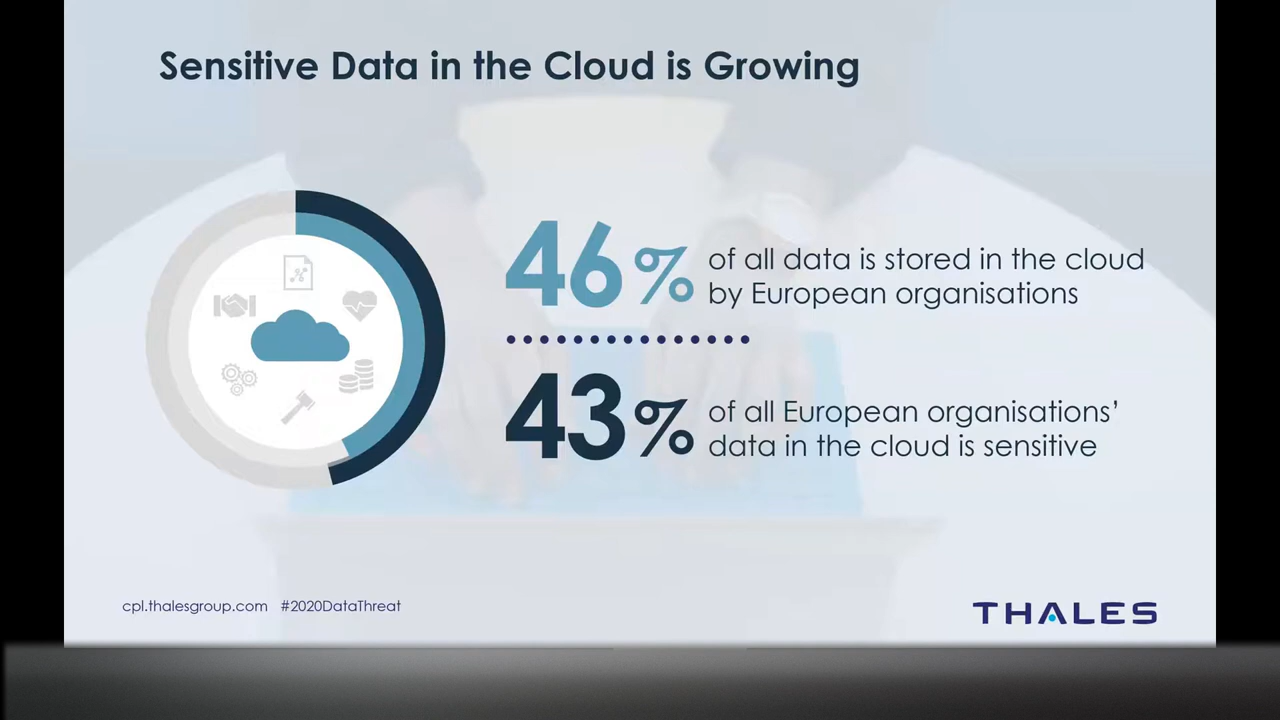 Sensitive Data in the Cloud is Growing
46% of all data is stored in the cloud
by European organisations
43% of all European organisations’
data in the cloud is sensitive
cpl.thalesgroup.com #2020DataThreat
THALES